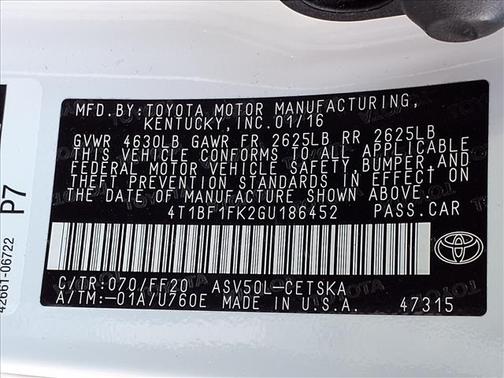 MFD. BY: TOYOTA MOTOR MANUFACTURING,
KENTUCKY, INC. 01/16
GVWR 4630LB GAWR FR 2625LB RR 2625LB
THIS VEHICLE CONFORMS TO ALL APPLICABLE
FEDERAL MOTOR VEHICLE SAFETY, BUMPER, AND
THEFT PREVENTION STANDARDS IN EFFECT ON
THE DATE OF MANUFACTURE SHOWN ABOVE.
4T1BF1FK2GU186452 PASS.CAR
C/TR:070/FF20 ASV50L-CETSKA
A/TM:-01A/U760E MADE IN U.S.A. 47315
TOYOTA
42661-06722
P7